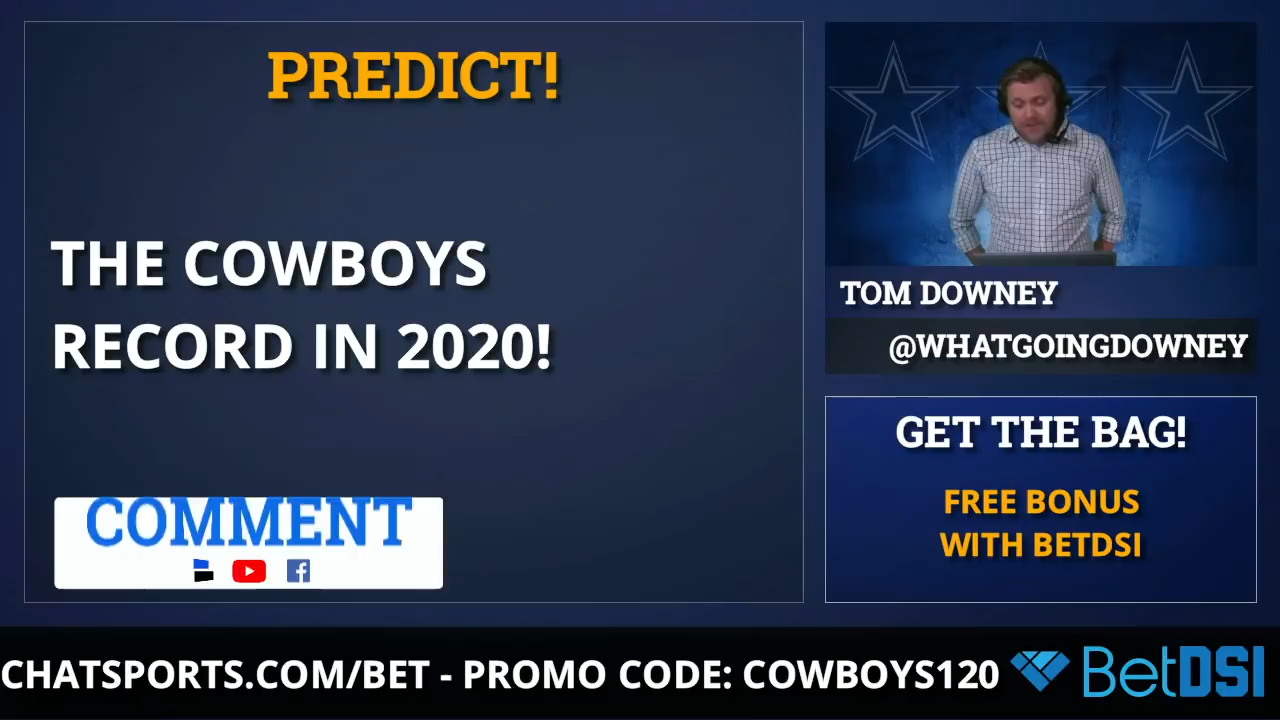 PREDICT!
THE COWBOYS
RECORD IN 2020!
COMMENT
TOM DOWNEY
@WHATGOINGDOWNEY
GET THE BAG!
FREE BONUS
WITH BETDSI
CHATSPORTS.COM/BET - PROMO CODE: COWBOYS120
BetDSI